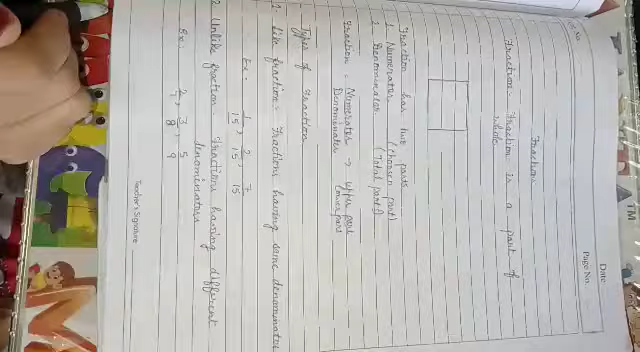 Date
Page No.
Fractions
Fraction - Fraction is a part of
whole
Fraction has two parts
1. Numerator (chosen part)
2. Denominator (Total part)
Fraction = Numerator → Upper part
Denominator Lower part
Types of Fraction
1. Like fraction - Fractions having same denominator
Ex. 1/15, 2/15, 7/15
2. Unlike fraction - Fractions having different
denominators
Ex. 3/8, 5/9
Teacher's Signature